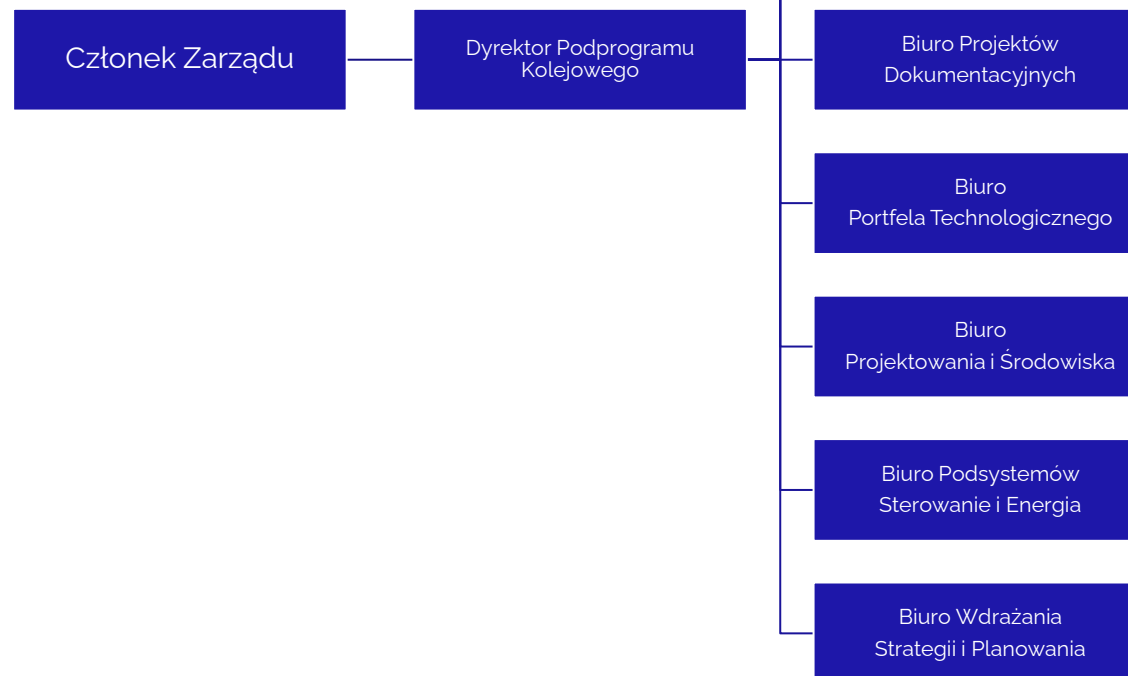 Członek Zarządu
Dyrektor Podprogramu
Kolejowego
Biuro Projektów
Dokumentacyjnych
Biuro
Portfela Technologicznego
Biuro
Projektowania i Środowiska
Biuro Podsystemów
Sterowanie i Energia
Biuro Wdrażania
Strategii i Planowania